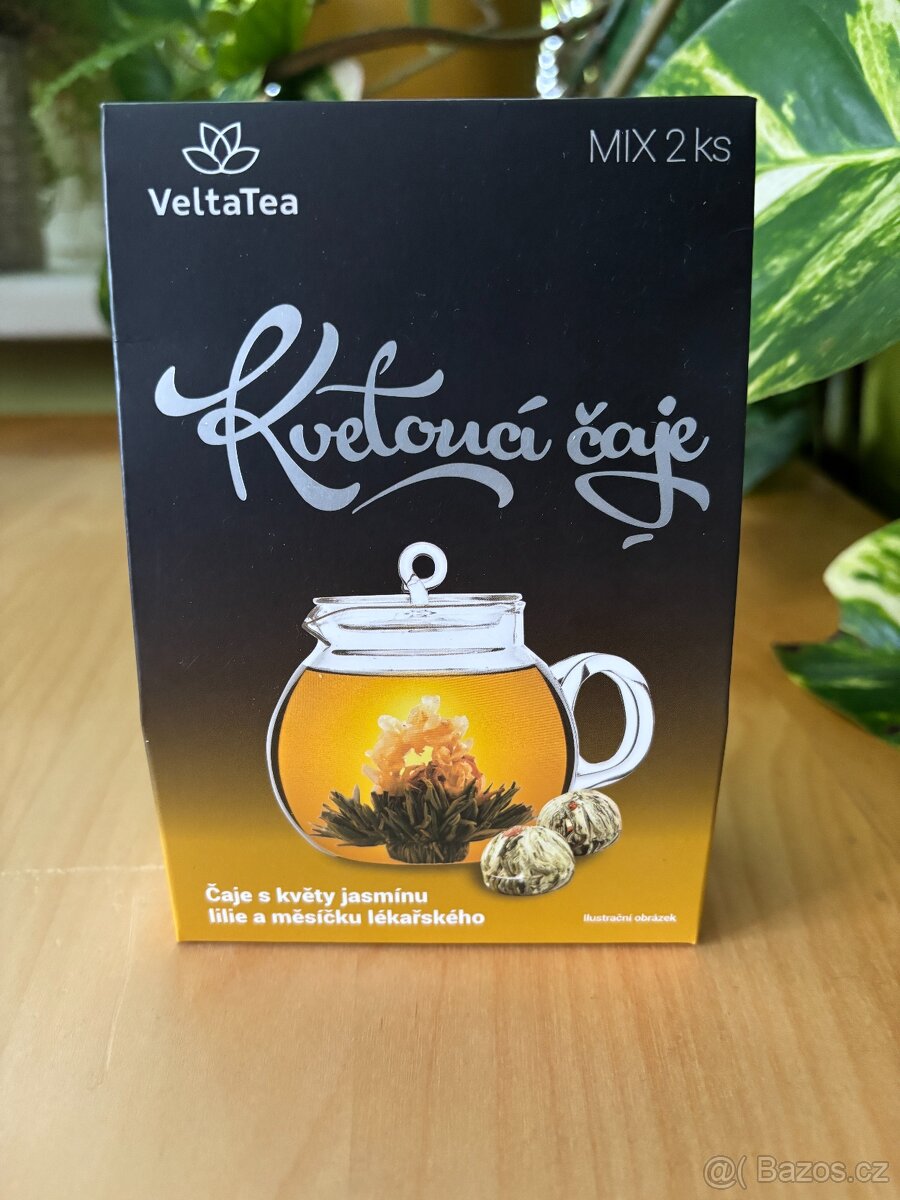 VeltaTea
MIX 2 ks
Kvetoucí čaje
Čaje s květy jasmínu
lilie a měsíčku lékařského
Ilustrační obrázek
@( Bazos.cz